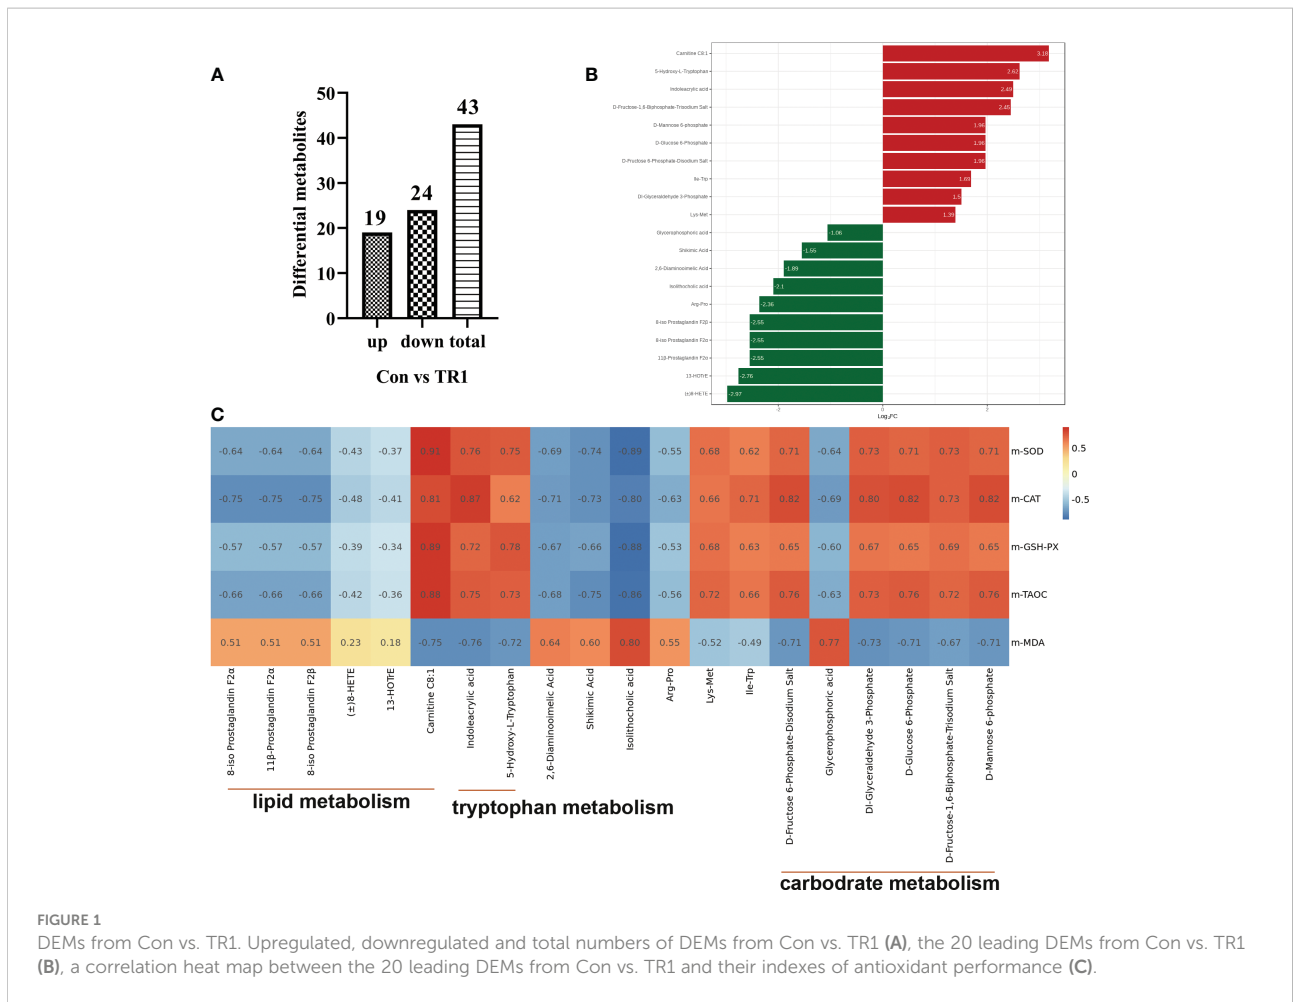 A
50
40
30
20
10
0
Differential metabolites
19
24
43
up down total
Con vs TR1
B
Carnitine C8:1 3.18
5-Hydroxy-L-Tryptophan 2.62
Indoleacrylic acid 2.49
D-Fructose-1,6-Biphosphate-Trisodium Salt 2.45
D-Mannose 6-phosphate 1.96
D-Glucose 6-Phosphate 1.96
D-Fructose 6-Phosphate-Disodium Salt 1.96
Ile-Trp 1.69
Dl-Glyceraldehyde 3-Phosphate 1.5
Lys-Met 1.39
Glycerophosphoric acid -1.06
Shikimic Acid -1.55
2,6-Diaminooimelic Acid -1.89
Isolithocholic acid -2.1
Arg-Pro -2.36
8-iso Prostaglandin F2β -2.55
8-iso Prostaglandin F2α -2.55
11β-Prostaglandin F2α -2.55
13-HOTrE -2.76
(±)8-HETE -2.97
-2 0 2
Log₂FC
C
-0.64 -0.64 -0.64 -0.43 -0.37 0.91 0.76 0.75 -0.69 -0.74 -0.89 -0.55 0.68 0.62 0.71 -0.64 0.73 0.71 0.73 0.71 m-SOD
-0.75 -0.75 -0.75 -0.48 -0.41 0.81 0.87 0.62 -0.71 -0.73 -0.80 -0.63 0.66 0.71 0.82 -0.69 0.80 0.82 0.73 0.82 m-CAT
-0.57 -0.57 -0.57 -0.39 -0.34 0.89 0.72 0.78 -0.67 -0.66 -0.88 -0.53 0.68 0.63 0.65 -0.60 0.67 0.65 0.69 0.65 m-GSH-PX
-0.66 -0.66 -0.66 -0.42 -0.36 0.88 0.75 0.73 -0.68 -0.75 -0.86 -0.56 0.72 0.66 0.76 -0.63 0.73 0.76 0.72 0.76 m-TAOC
0.51 0.51 0.51 0.23 0.18 -0.75 -0.76 -0.72 0.64 0.60 0.80 0.55 -0.52 -0.49 -0.71 0.77 -0.73 -0.71 -0.67 -0.71 m-MDA
0.5
0
-0.5
8-iso Prostaglandin F2α
11β-Prostaglandin F2α
8-iso Prostaglandin F2β
(±)8-HETE
13-HOTrE
Carnitine C8:1
Indoleacrylic acid
5-Hydroxy-L-Tryptophan
2,6-Diaminooimelic Acid
Shikimic Acid
Isolithocholic acid
Arg-Pro
Lys-Met
Ile-Trp
D-Fructose 6-Phosphate-Disodium Salt
Glycerophosphoric acid
Dl-Glyceraldehyde 3-Phosphate
D-Glucose 6-Phosphate
D-Fructose-1,6-Biphosphate-Trisodium Salt
D-Mannose 6-phosphate
lipid metabolism
tryptophan metabolism
carbodrate metabolism
FIGURE 1
DEMs from Con vs. TR1. Upregulated, downregulated and total numbers of DEMs from Con vs. TR1 (A), the 20 leading DEMs from Con vs. TR1
(B), a correlation heat map between the 20 leading DEMs from Con vs. TR1 and their indexes of antioxidant performance (C).